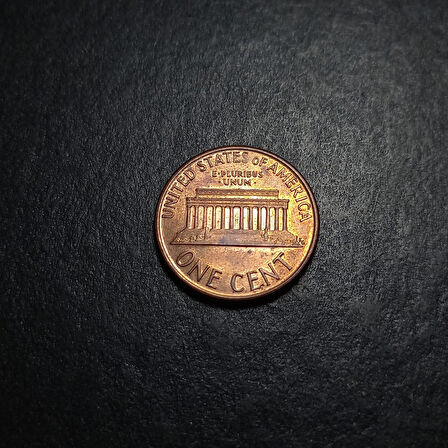 UNITED STATES OF AMERICA
E·PLURIBUS
·UNUM·
ONE CENT